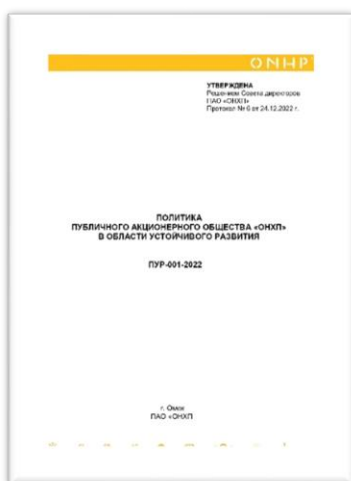 ONHP
УТВЕРЖДЕНА
Решением Совета директоров
ПАО «ОНХП»
Протокол № 6 от 24.12.2022 г.
ПОЛИТИКА
ПУБЛИЧНОГО АКЦИОНЕРНОГО ОБЩЕСТВА «ОНХП»
В ОБЛАСТИ УСТОЙЧИВОГО РАЗВИТИЯ
ПУР-001-2022
г. Омск
ПАО «ОНХП